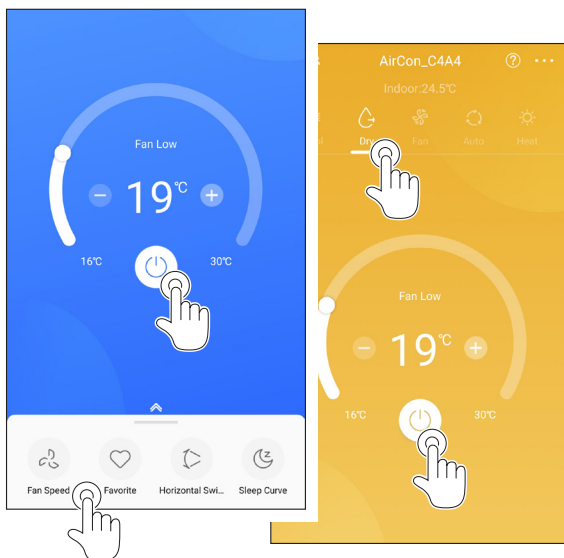 Fan Low
19℃
16℃
30℃
Fan Speed
Favorite
Horizontal Swi...
Sleep Curve
AirCon_C4A4
Indoor:24.5℃
Dry
Fan
Auto
Heat
Fan Low
19℃
16℃
30℃